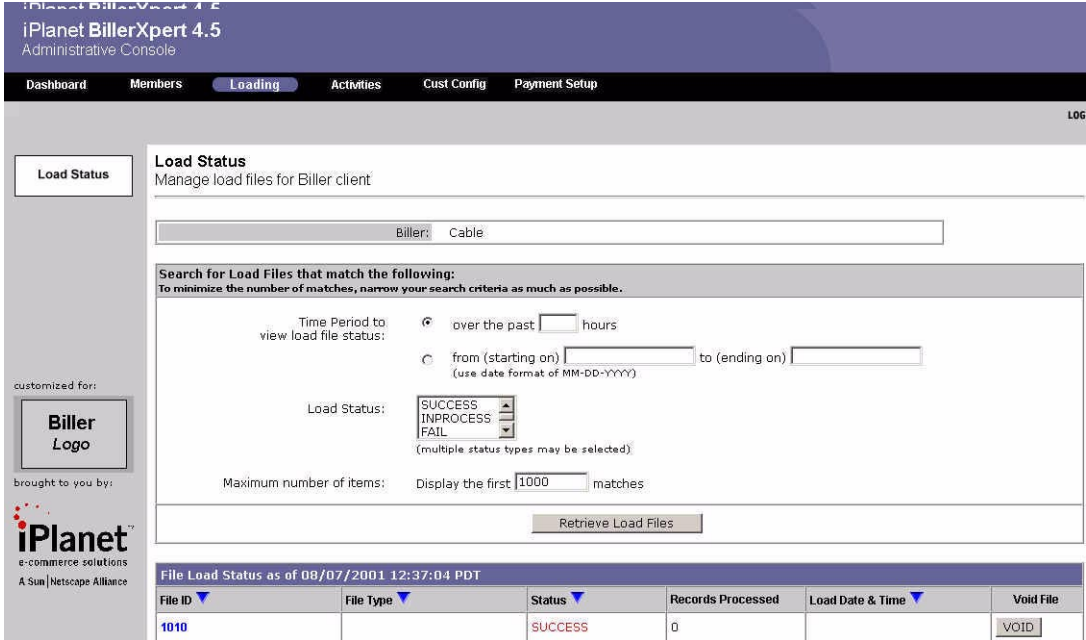 iPlanet BillerXpert 4.5
iPlanet BillerXpert 4.5
Administrative Console
Dashboard Members Loading Activities Cust Config Payment Setup
LOG
Load Status
Load Status
Manage load files for Biller client
Biller: Cable
Search for Load Files that match the following:
To minimize the number of matches, narrow your search criteria as much as possible.
Time Period to
view load file status:
over the past hours
from (starting on) to (ending on)
(use date format of MM-DD-YYYY)
Load Status:
SUCCESS
INPROCESS
FAIL
(multiple status types may be selected)
Maximum number of items: Display the first 1000 matches
Retrieve Load Files
customized for:
Biller
Logo
brought to you by:
iPlanet™
e-commerce solutions
A Sun|Netscape Alliance
File Load Status as of 08/07/2001 12:37:04 PDT
File ID File Type Status Records Processed Load Date & Time Void File
1010 SUCCESS 0 VOID